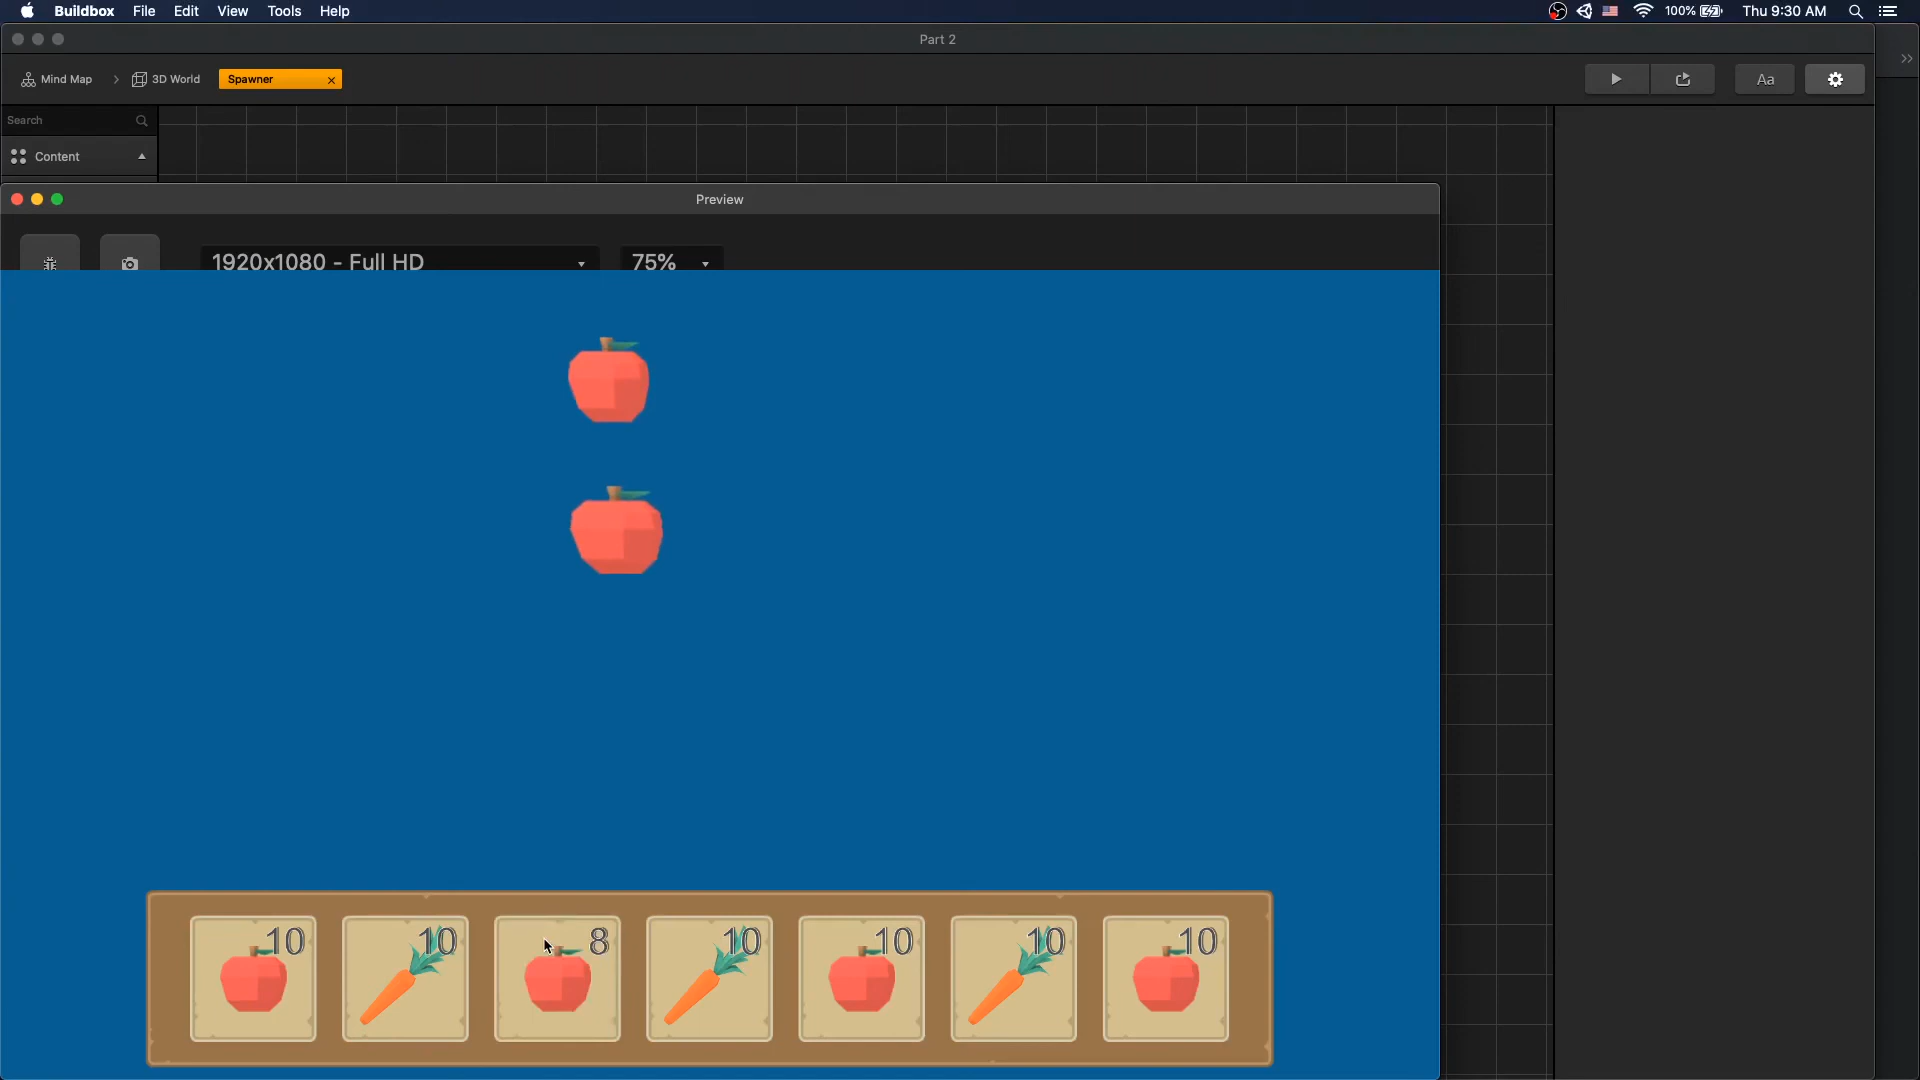 Buildbox File Edit View Tools Help 100% Thu 9:30 AM
Part 2
Mind Map 3D World Spawner Aa
Search
Content
Preview
1920x1080 - Full HD 75%
10 10 8 10 10 10 10